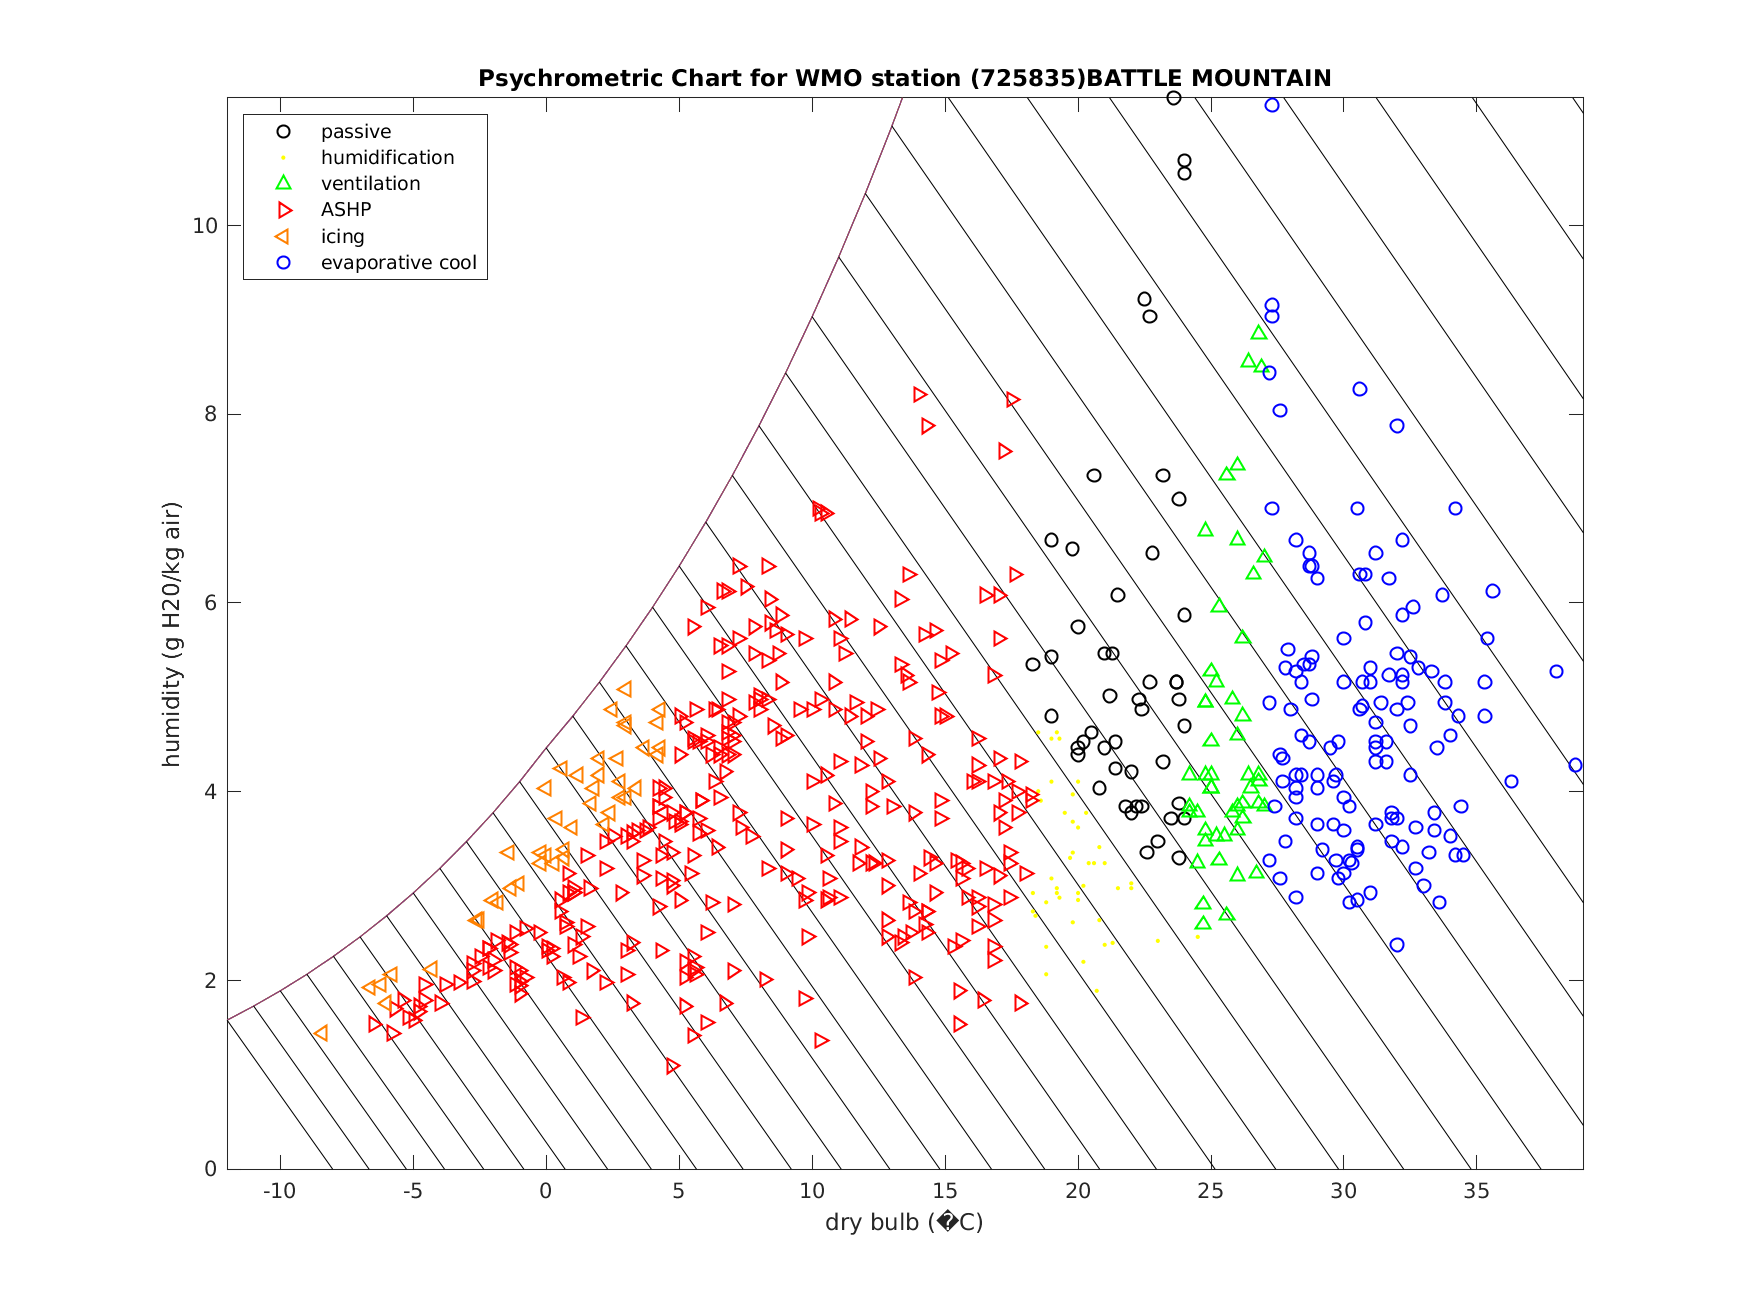 Psychrometric Chart for WMO station (725835)BATTLE MOUNTAIN
passive
humidification
ventilation
ASHP
icing
evaporative cool
10
8
6
4
2
0
humidity (g H20/kg air)
-10 -5 0 5 10 15 20 25 30 35
dry bulb (�C)